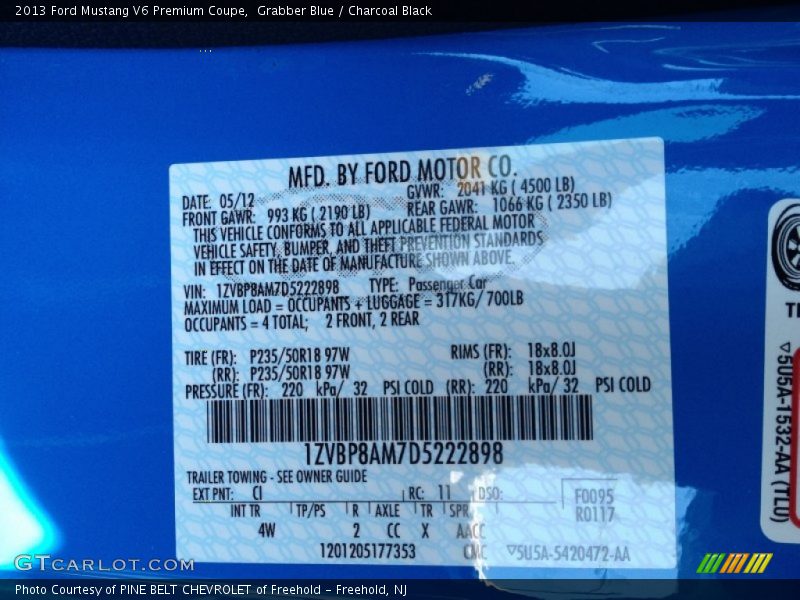 2013 Ford Mustang V6 Premium Coupe,  Grabber Blue / Charcoal Black
MFD. BY FORD MOTOR CO.
DATE: 05/12 GVWR: 2041 KG ( 4500 LB)
FRONT GAWR: 993 KG ( 2190 LB) REAR GAWR: 1066 KG ( 2350 LB)
THIS VEHICLE CONFORMS TO ALL APPLICABLE FEDERAL MOTOR
VEHICLE SAFETY, BUMPER, AND THEFT PREVENTION STANDARDS
IN EFFECT ON THE DATE OF MANUFACTURE SHOWN ABOVE.
VIN: 1ZVBP8AM7D5222898 TYPE: Passenger Car
MAXIMUM LOAD = OCCUPANTS + LUGGAGE = 317KG/ 700LB
OCCUPANTS = 4 TOTAL; 2 FRONT, 2 REAR
TIRE (FR): P235/50R18 97W RIMS (FR): 18x8.0J
(RR): P235/50R18 97W (RR): 18x8.0J
PRESSURE (FR): 220 kPa/ 32 PSI COLD (RR): 220 kPa/ 32 PSI COLD
1ZVBP8AM7D5222898
TRAILER TOWING - SEE OWNER GUIDE
EXT PNT: CI RC: 11 DSO: F0095
R0117
INT TR TP/PS R AXLE TR SPR
4W 2 CC X AACC
1201205177353 CMC ▽5U5A-5420472-AA
▽5U5A-1532-AA (TLO)
GTCARLOT.COM
Photo Courtesy of PINE BELT CHEVROLET of Freehold - Freehold, NJ